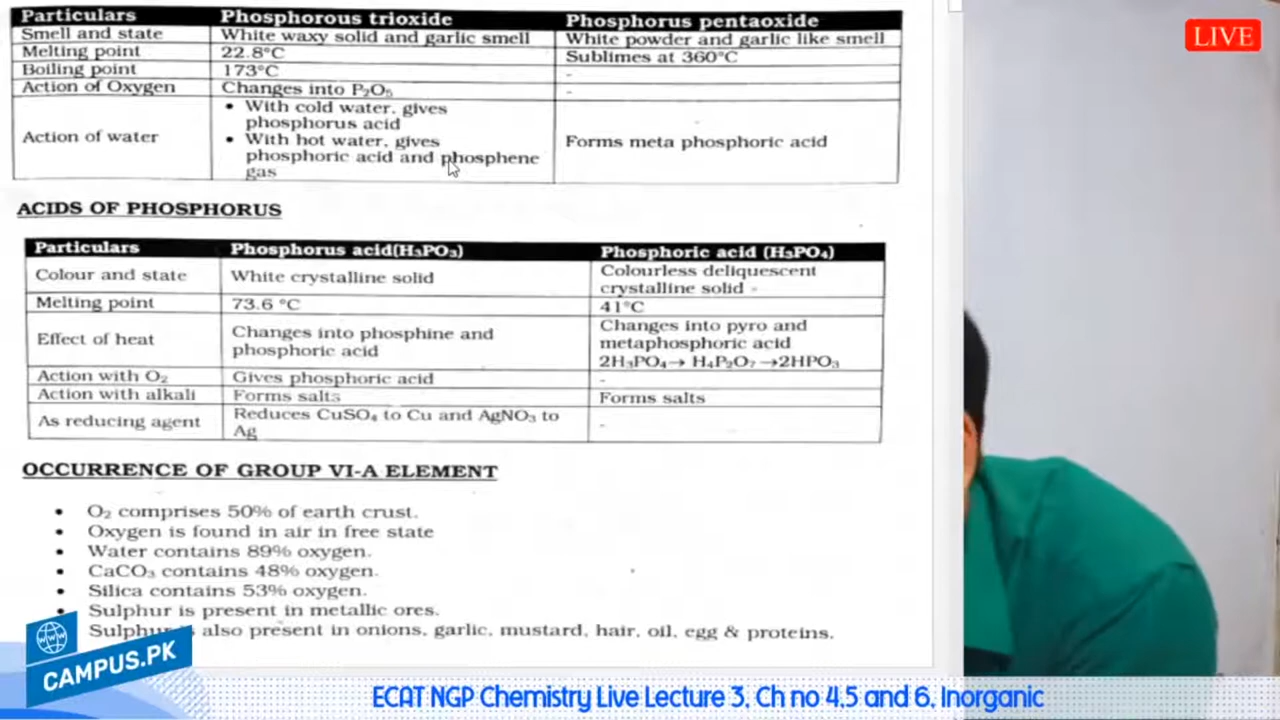 Particulars Phosphorous trioxide Phosphorus pentaoxide
Smell and state White waxy solid and garlic smell White powder and garlic like smell
Melting point 22.8°C Sublimes at 360°C
Boiling point 173°C -
Action of Oxygen Changes into P₂O₅ -
Action of water
• With cold water, gives
phosphorus acid
• With hot water, gives
phosphoric acid and phosphene
gas
Forms meta phosphoric acid
ACIDS OF PHOSPHORUS
Particulars Phosphorus acid(H₃PO₃) Phosphoric acid (H₃PO₄)
Colour and state White crystalline solid Colourless deliquescent
crystalline solid
Melting point 73.6 °C 41°C
Effect of heat Changes into phosphine and
phosphoric acid
Changes into pyro and
metaphosphoric acid
2H₃PO₄→ H₄P₂O₇ →2HPO₃
Action with O₂ Gives phosphoric acid -
Action with alkali Forms salts Forms salts
As reducing agent Reduces CuSO₄ to Cu and AgNO₃ to
Ag
-
OCCURRENCE OF GROUP VI-A ELEMENT
• O₂ comprises 50% of earth crust.
• Oxygen is found in air in free state
• Water contains 89% oxygen.
• CaCO₃ contains 48% oxygen.
• Silica contains 53% oxygen.
• Sulphur is present in metallic ores.
Sulphur also present in onions, garlic, mustard, hair, oil, egg & proteins.
LIVE
WWW
CAMPUS.PK
ECAT NGP Chemistry Live Lecture 3, Ch no 4,5 and 6, Inorganic